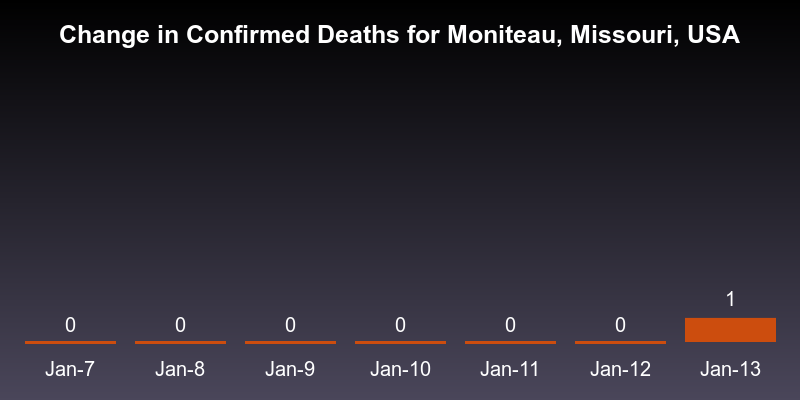 Change in Confirmed Deaths for Moniteau, Missouri, USA
0 0 0 0 0 0 1
Jan-7 Jan-8 Jan-9 Jan-10 Jan-11 Jan-12 Jan-13